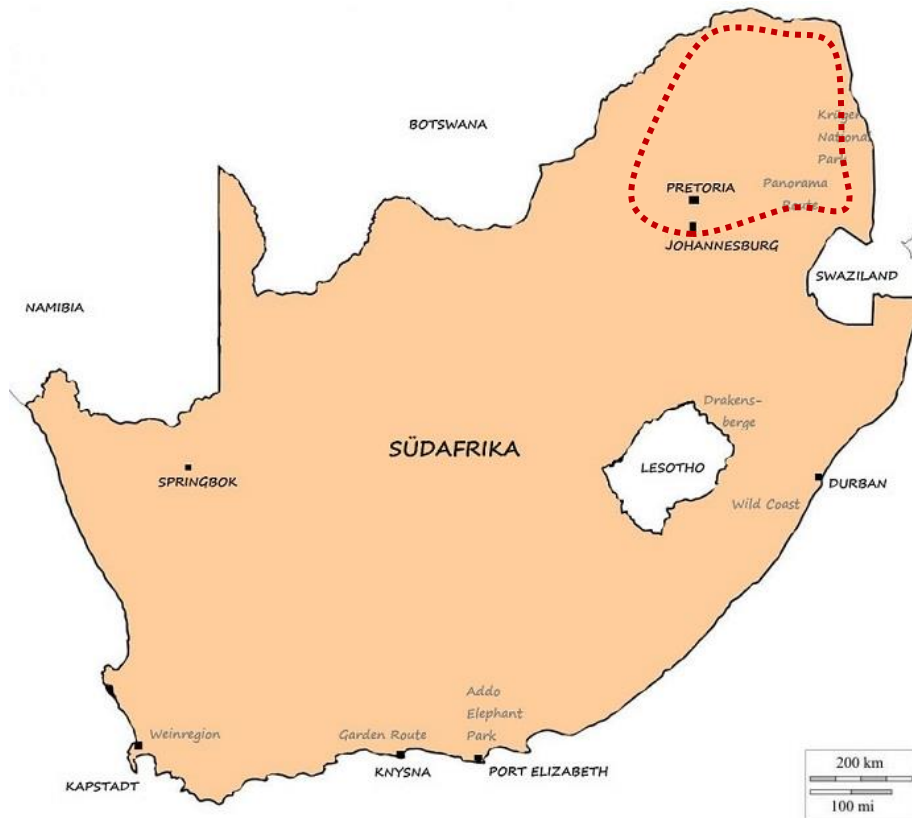 BOTSWANA
Krüger
National
Park
PRETORIA
Panorama
Route
JOHANNESBURG
SWAZILAND
NAMIBIA
Drakens-
berge
SÜDAFRIKA
LESOTHO
SPRINGBOK
DURBAN
Wild Coast
Addo
Elephant
Park
Weinregion
Garden Route
KAPSTADT
KNYSNA
PORT ELIZABETH
200 km
100 mi